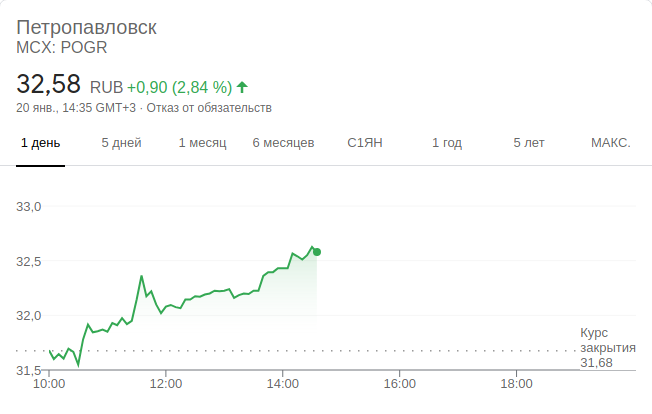 Петропавловск
MCX: POGR
32,58 RUB +0,90 (2,84 %)
20 янв., 14:35 GMT+3 · Отказ от обязательств
1 день 5 дней 1 месяц 6 месяцев С1ЯН 1 год 5 лет МАКС.
33,0
32,5
32,0
31,5
Курс
закрытия
31,68
10:00 12:00 14:00 16:00 18:00